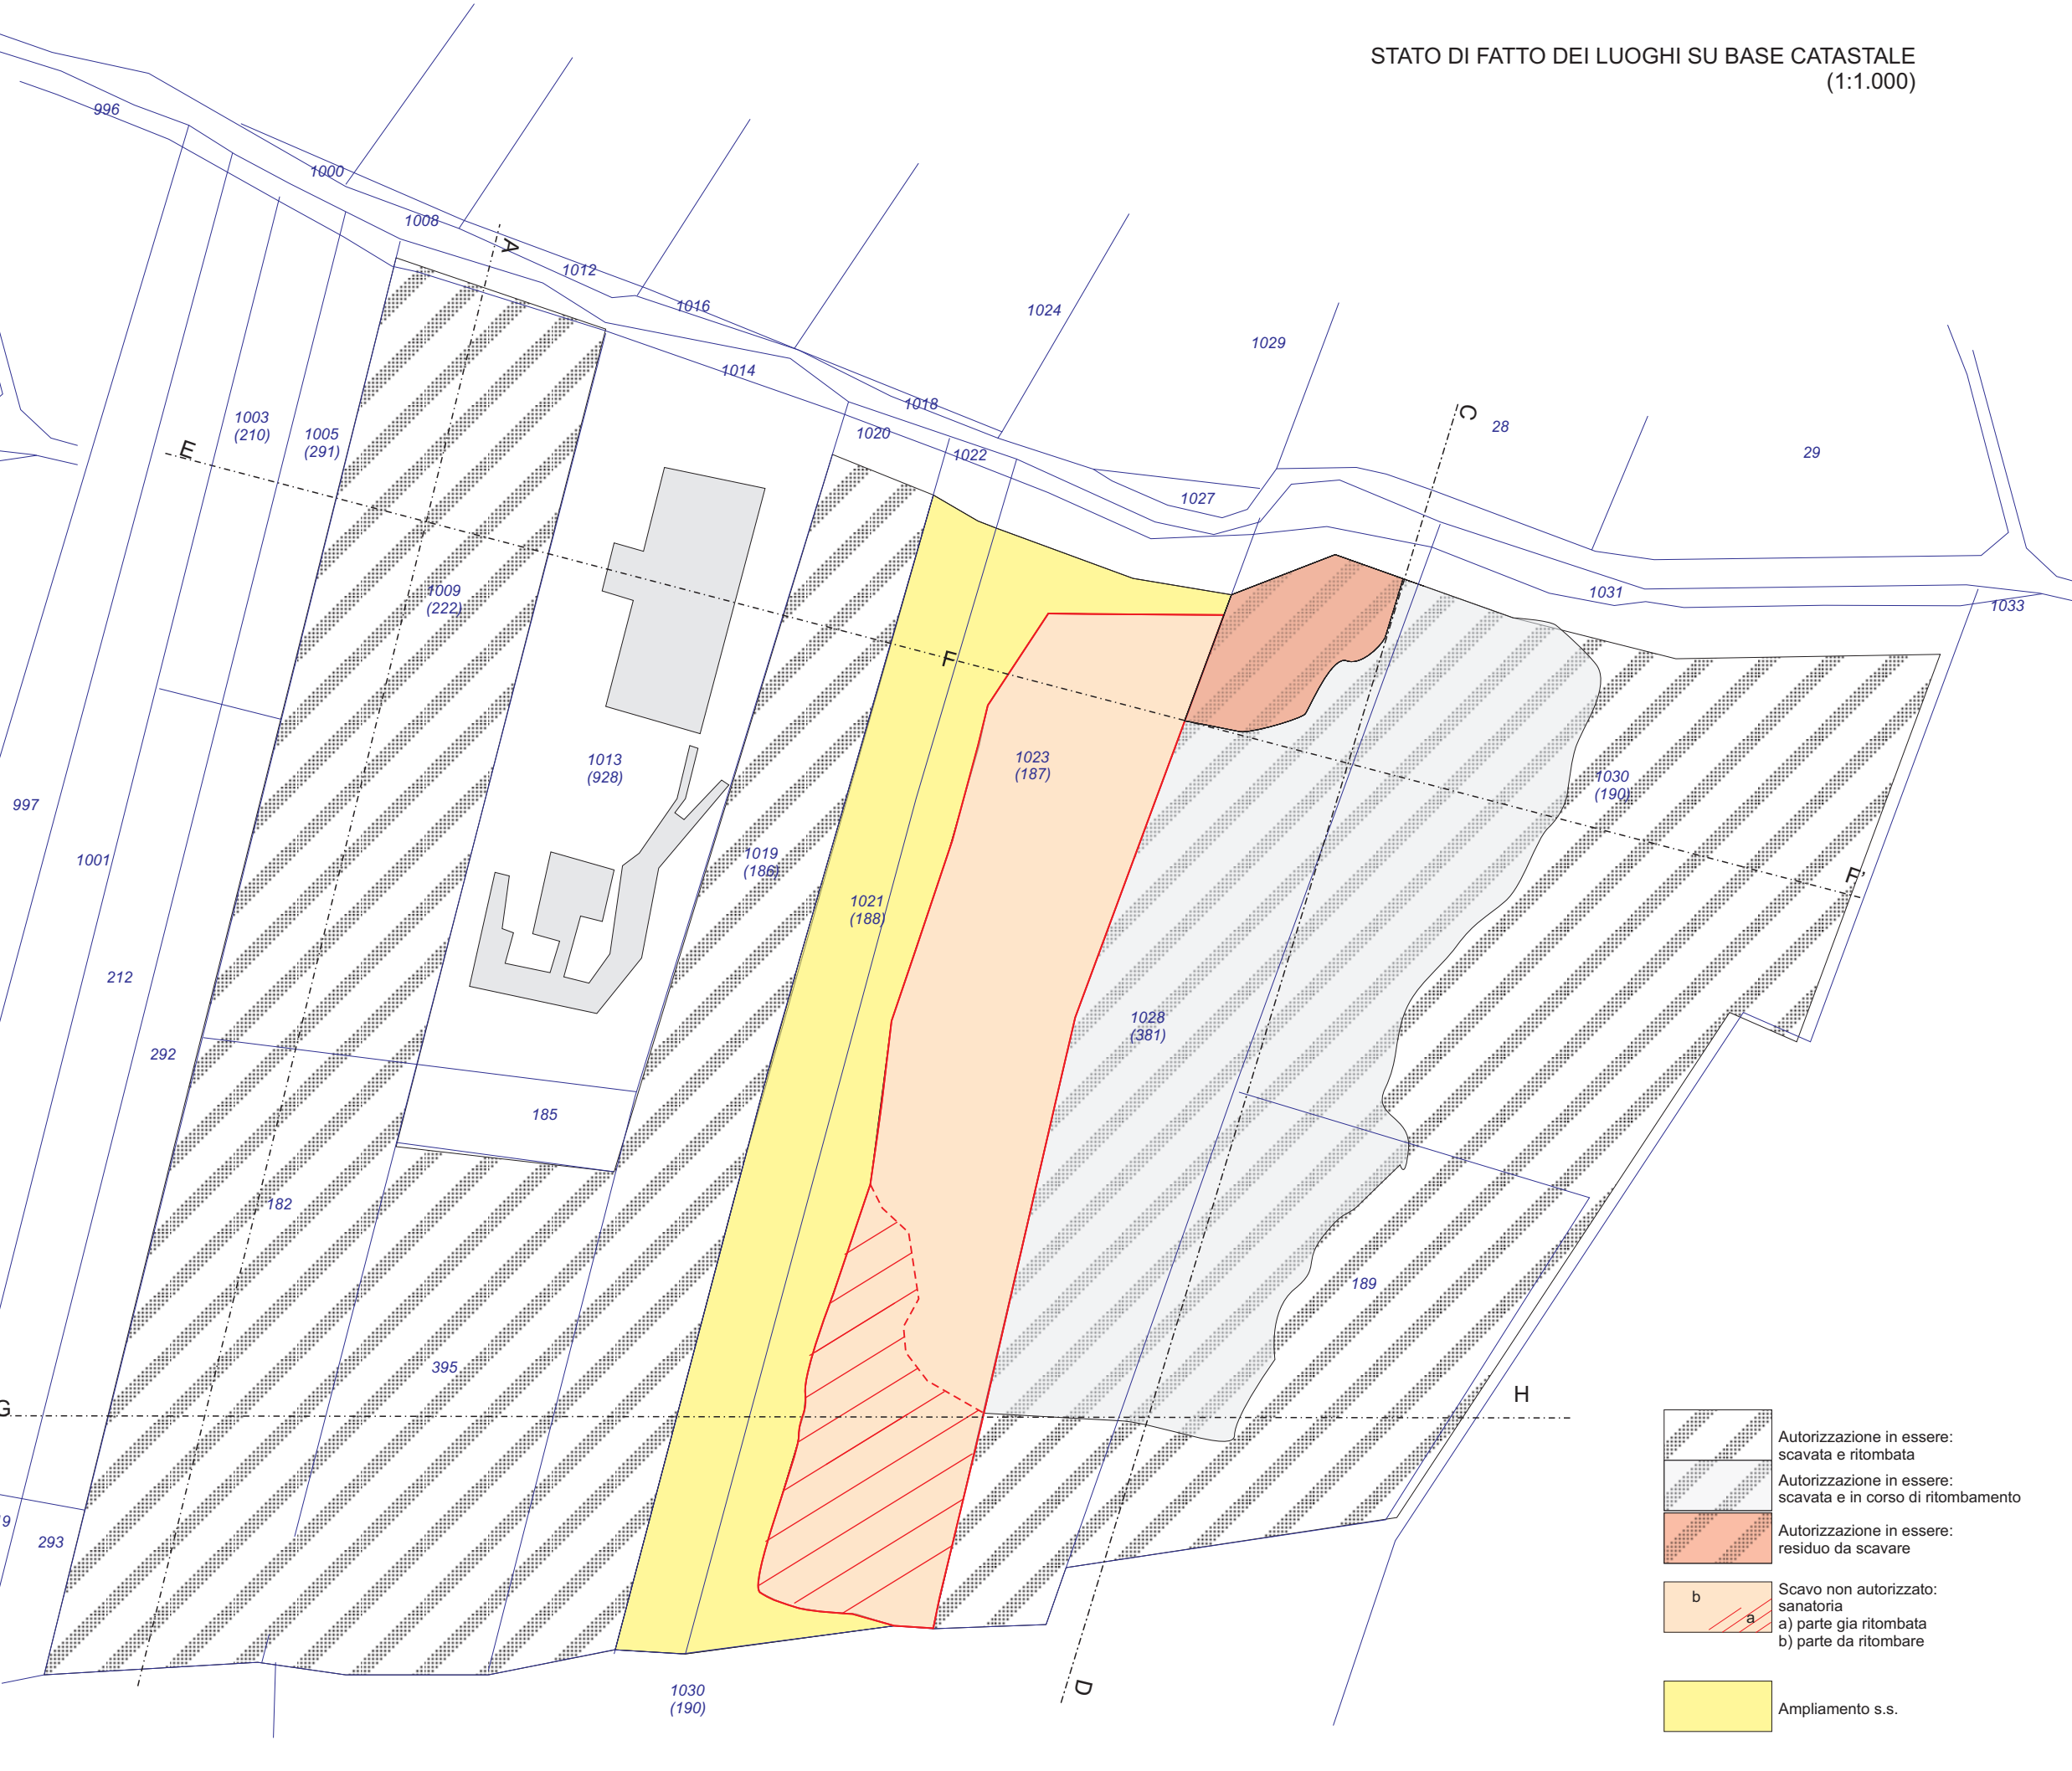 STATO DI FATTO DEI LUOGHI SU BASE CATASTALE
(1:1.000)
996
1000
1008
A
1012
1016
1024
1029
1014
1018
C
28
29
1003
(210)
1005
(291)
E
1020
1022
1027
1031
1033
1009
(222)
F
1023
(187)
1013
(928)
1030
(190)
997
1001
1019
(186)
F'
1021
(188)
212
292
1028
(381)
185
182
189
395
G
H
293
D
1030
(190)
Autorizzazione in essere:
scavata e ritombata
Autorizzazione in essere:
scavata e in corso di ritombamento
Autorizzazione in essere:
residuo da scavare
b
a
Scavo non autorizzato:
sanatoria
a) parte gia ritombata
b) parte da ritombare
Ampliamento s.s.